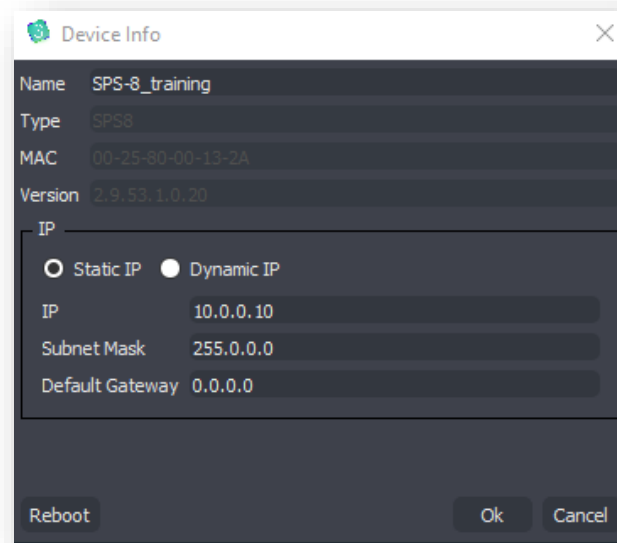 Device Info
Name SPS-8_training
Type SPS8
MAC 00-25-80-00-13-2A
Version 2.9.53.1.0.20
IP
Static IP Dynamic IP
IP 10.0.0.10
Subnet Mask 255.0.0.0
Default Gateway 0.0.0.0
Reboot Ok Cancel